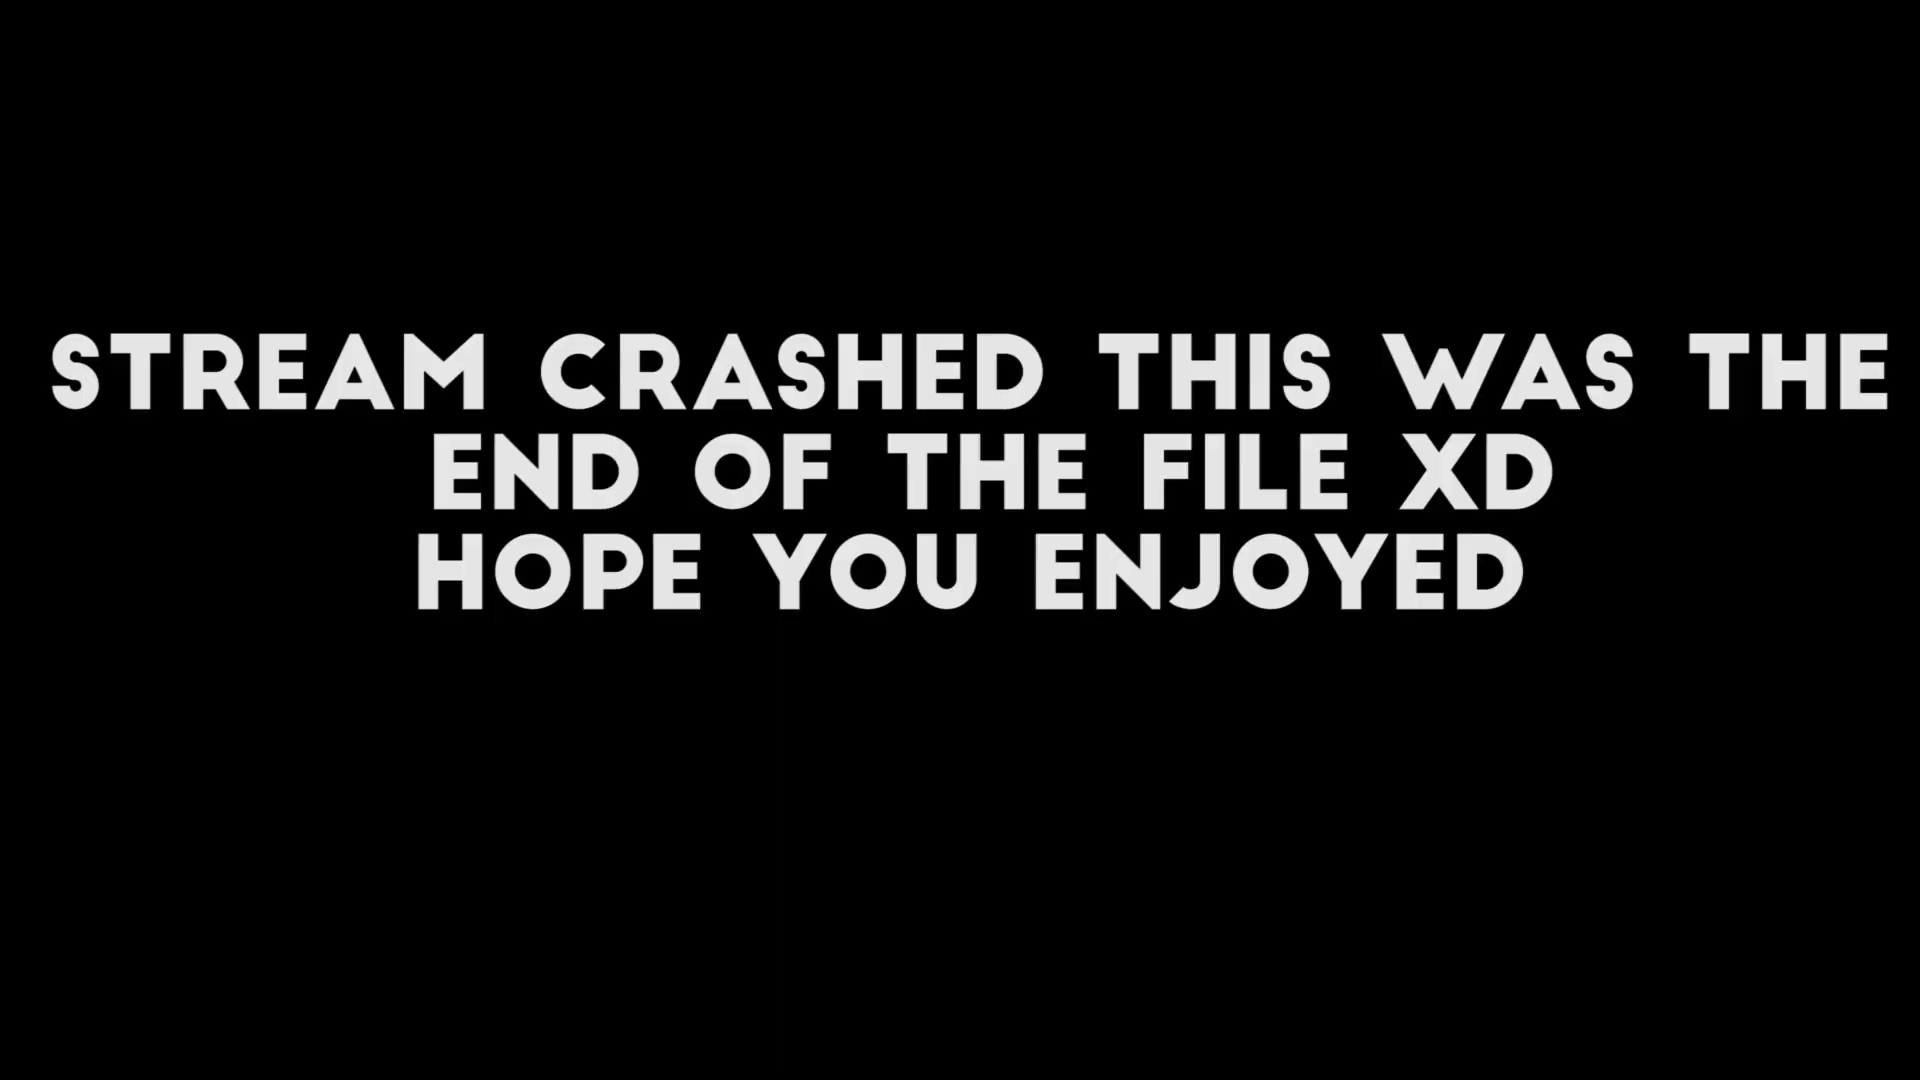 STREAM CRASHED THIS WAS THE
END OF THE FILE XD
HOPE YOU ENJOYED